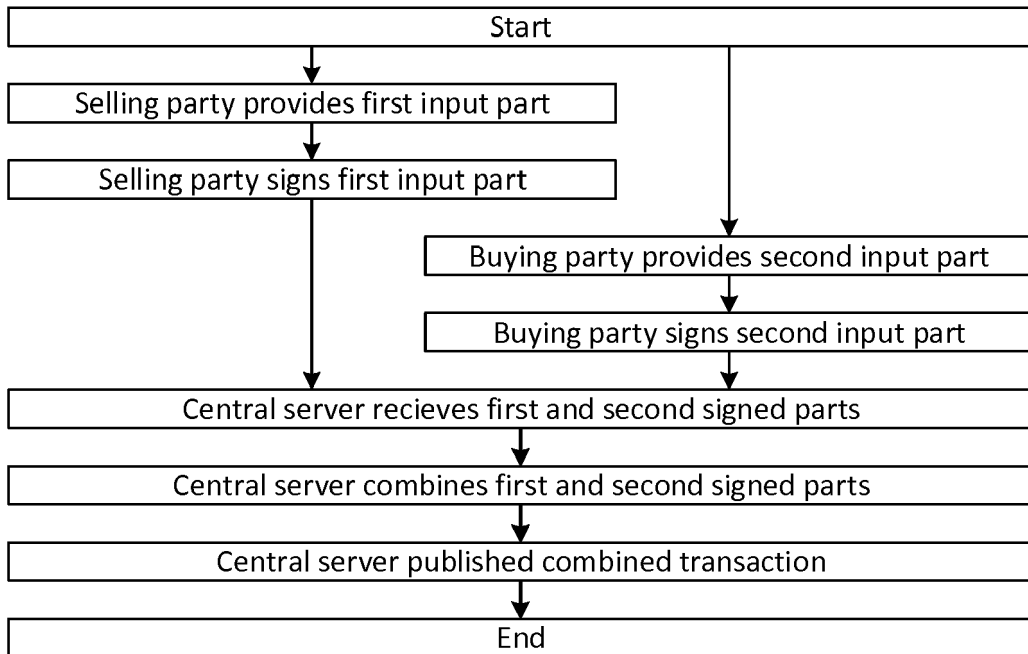 Start
Selling party provides first input part
Selling party signs first input part
Buying party provides second input part
Buying party signs second input part
Central server recieves first and second signed parts
Central server combines first and second signed parts
Central server published combined transaction
End